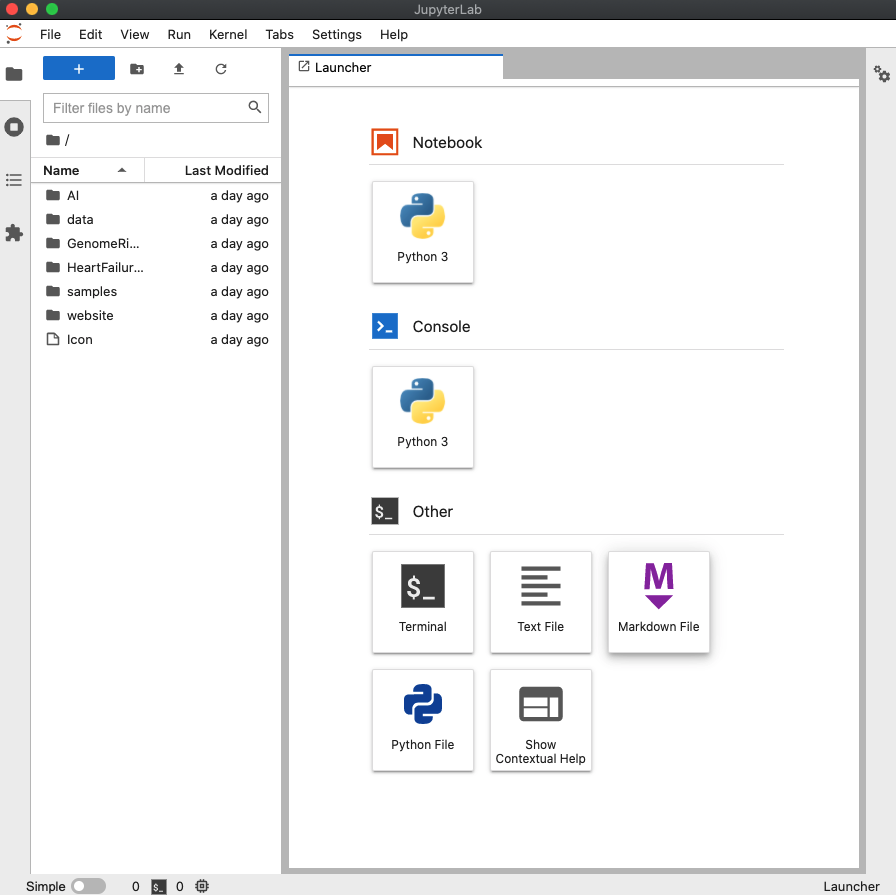 JupyterLab
File Edit View Run Kernel Tabs Settings Help
+
Filter files by name
/
Name Last Modified
AI a day ago
data a day ago
GenomeRi... a day ago
HeartFailur... a day ago
samples a day ago
website a day ago
Icon a day ago
Launcher
Notebook
Python 3
>_ Console
Python 3
$_ Other
$_
Terminal
Text File
M
Markdown File
Python File
Show
Contextual Help
Simple 0 $_ 0
Launcher